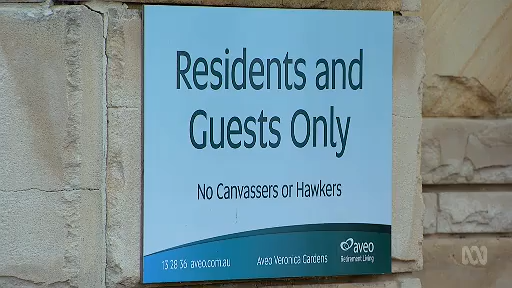 Residents and
Guests Only
No Canvassers or Hawkers
13 28 36 aveo.com.au
Aveo Veronica Gardens
aveo
Retirement Living